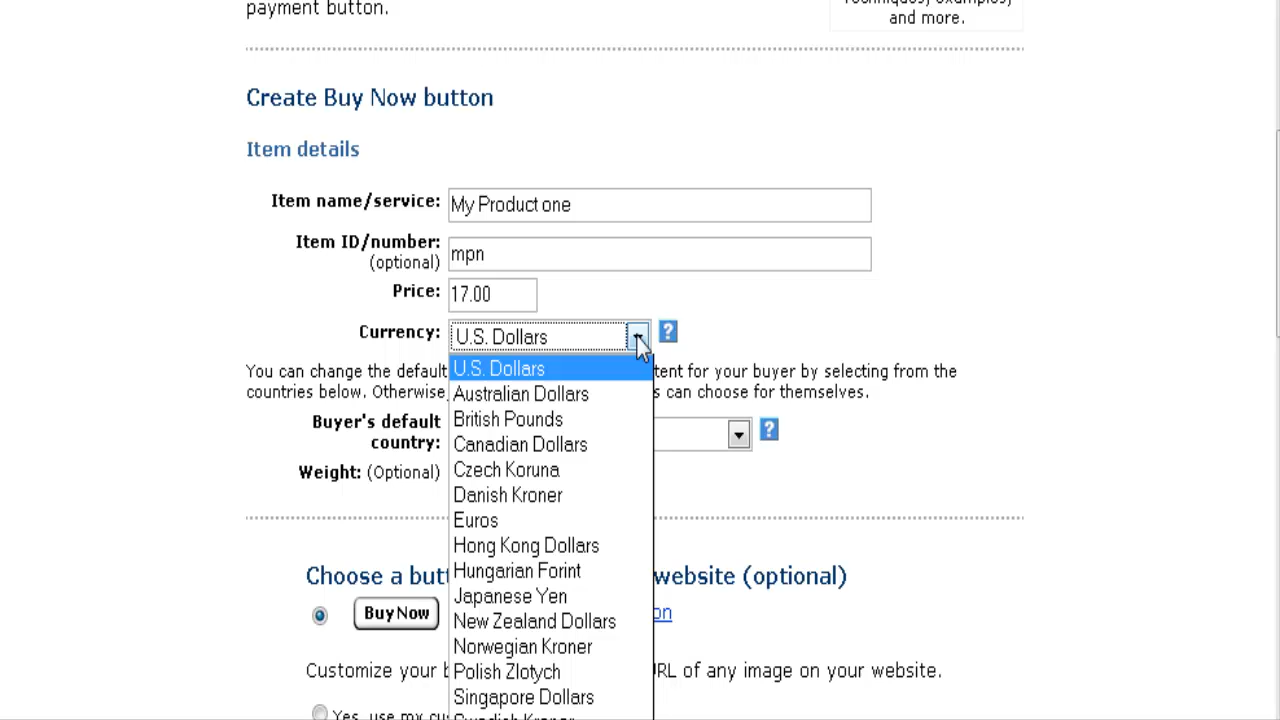 payment button.
Techniques, examples,
and more.
Create Buy Now button
Item details
Item name/service: My Product one
Item ID/number:
(optional) mpn
Price: 17.00
Currency: U.S. Dollars ?
U.S. Dollars
You can change the default tent for your buyer by selecting from the
Australian Dollars
countries below. Otherwise, s can choose for themselves.
British Pounds
Buyer's default
country: ?
Canadian Dollars
Weight: (Optional) Czech Koruna
Danish Kroner
Euros
Hong Kong Dollars
Choose a butt website (optional)
Hungarian Forint
Japanese Yen
Buy Now on
New Zealand Dollars
Norwegian Kroner
Customize your b URL of any image on your website.
Polish Zlotych
Singapore Dollars
Yes, use my cu
Swedish Kroner